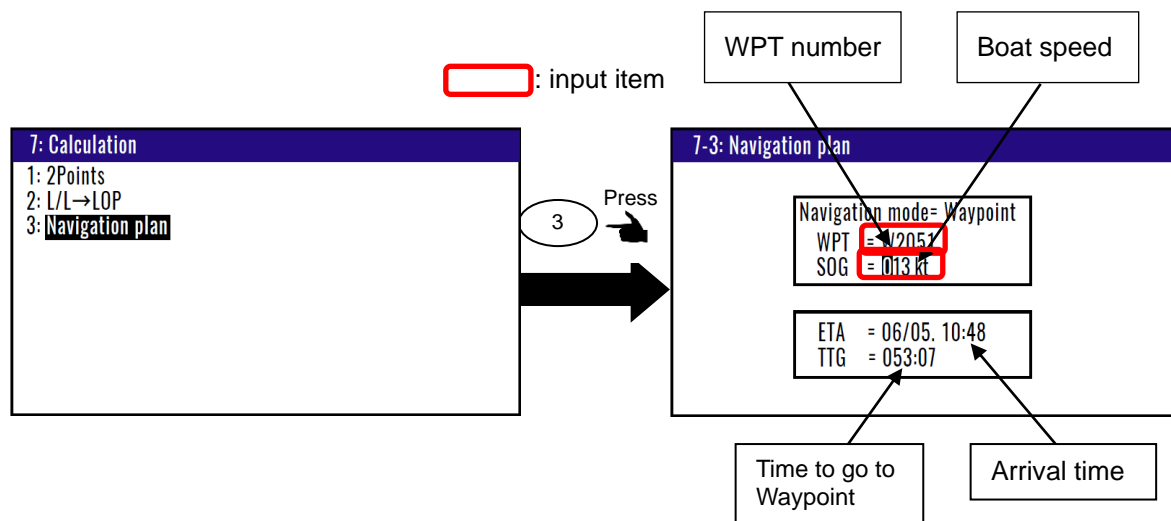 WPT number
Boat speed
: input item
7: Calculation
1: 2Points
2: L/L→LOP
3: Navigation plan
3
Press
7-3: Navigation plan
Navigation mode= Waypoint
WPT = W2051
SOG = 013 kt
ETA = 06/05. 10:48
TTG = 053:07
Time to go to
Waypoint
Arrival time